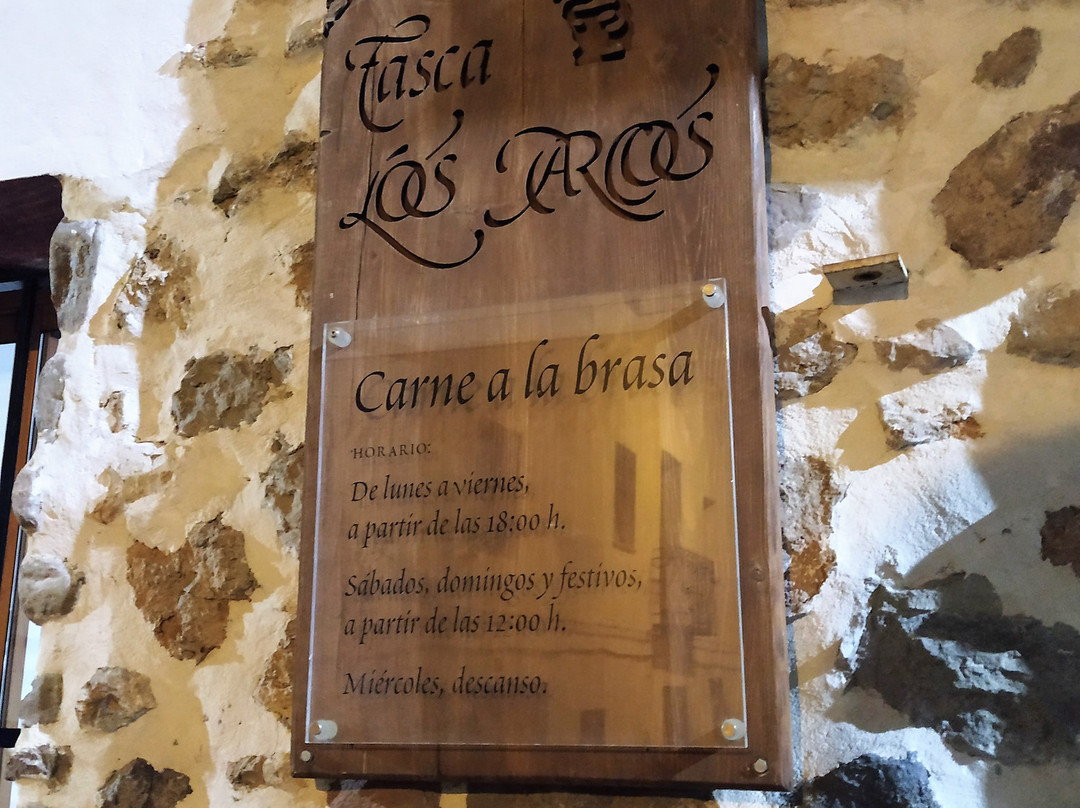 Tasca
LOS ARCOS
Carne a la brasa
HORARIO:
De lunes a viernes,
a partir de las 18:00 h.
Sábados, domingos y festivos,
a partir de las 12:00 h.
Miércoles, descanso.